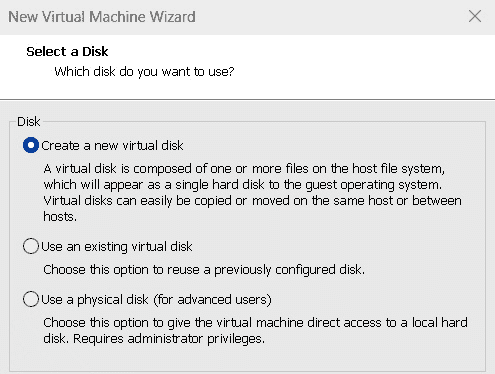 New Virtual Machine Wizard
Select a Disk
Which disk do you want to use?
Disk
Create a new virtual disk
A virtual disk is composed of one or more files on the host file system,
which will appear as a single hard disk to the guest operating system.
Virtual disks can easily be copied or moved on the same host or between
hosts.
Use an existing virtual disk
Choose this option to reuse a previously configured disk.
Use a physical disk (for advanced users)
Choose this option to give the virtual machine direct access to a local hard
disk. Requires administrator privileges.